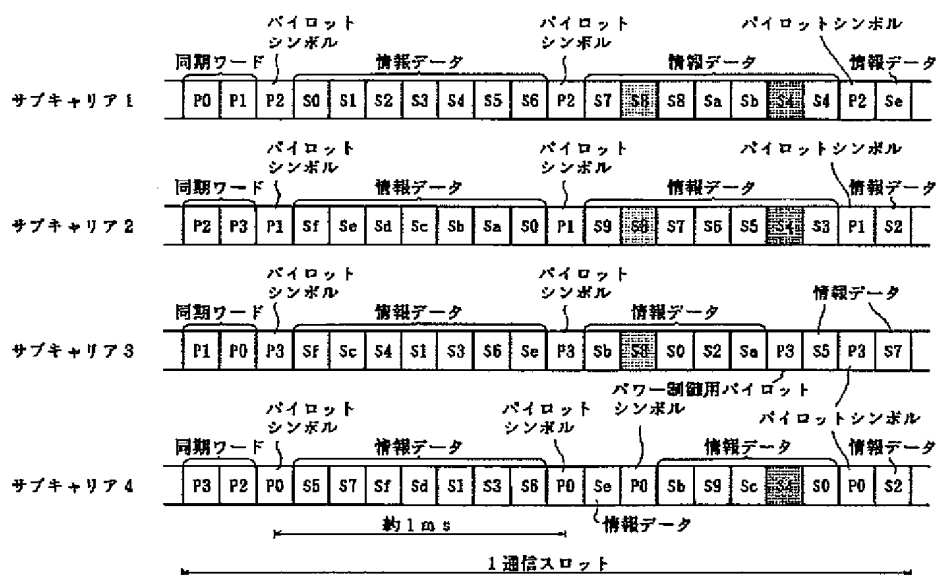 パイロット
シンボル
パイロット
シンボル
パイロットシンボル
同期ワード 情報データ 情報データ 情報データ
サブキャリア1 P0 P1 P2 S0 S1 S2 S3 S4 S5 S6 P2 S7 S8 S8 Sa Sb S4 S4 P2 Se
パイロット
シンボル
パイロット
シンボル
パイロットシンボル
同期ワード 情報データ 情報データ 情報データ
サブキャリア2 P2 P3 P1 Sf Se Sd Sc Sb Sa S0 P1 S9 S7 S6 S5 S4 S3 P1 S2
パイロット
シンボル
パイロット
シンボル
同期ワード 情報データ 情報データ 情報データ
サブキャリア3 P1 P0 P3 Sf Sc S4 S1 S3 S6 Se P3 Sb S8 S0 S2 Sa P3 S5 P3 S7
パワー制御用パイロット
シンボル
パイロットシンボル
パイロット
シンボル
パイロット
シンボル
同期ワード 情報データ 情報データ 情報データ
サブキャリア4 P3 P2 P0 S5 S7 Sf Sd S1 S3 S6 P0 Se P0 Sb S9 Sc S4 S0 P0 S2
情報データ
約1ms
1通信スロット